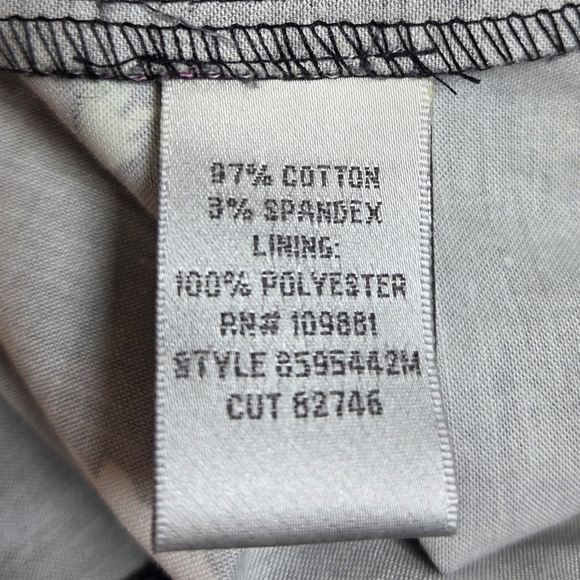 97% COTTON
3% SPANDEX
LINING:
100% POLYESTER
RN# 109881
STYLE 8595442M
CUT 82746